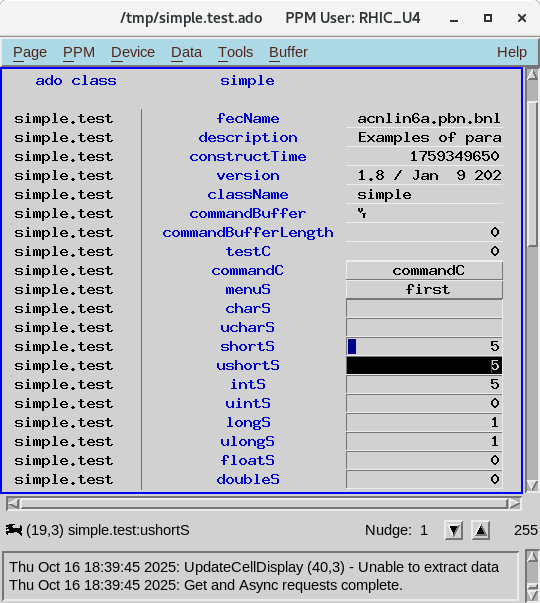 /tmp/simple.test.ado PPM User: RHIC_U4
Page PPM Device Data Tools Buffer Help
ado class simple
simple.test fecName acnlin6a.pbn.bnl
simple.test description Examples of para
simple.test constructTime 1759349650
simple.test version 1.8 / Jan 9 202
simple.test className simple
simple.test commandBuffer
simple.test commandBufferLength 0
simple.test testC 0
simple.test commandC commandC
simple.test menuS first
simple.test charS
simple.test ucharS
simple.test shortS 5
simple.test ushortS 5
simple.test intS 5
simple.test uintS 0
simple.test longS 1
simple.test ulongS 1
simple.test floatS 0
simple.test doubleS 0
(19,3) simple.test:ushortS Nudge: 1 255
Thu Oct 16 18:39:45 2025: UpdateCellDisplay (40,3) - Unable to extract data
Thu Oct 16 18:39:45 2025: Get and Async requests complete.